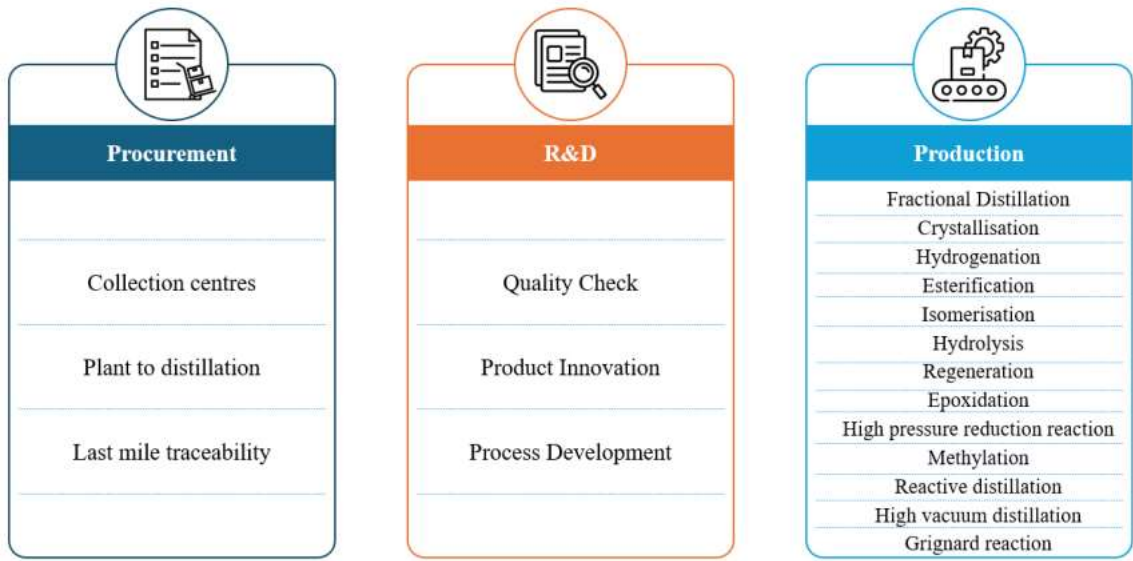 Procurement
Collection centres
Plant to distillation
Last mile traceability
R&D
Quality Check
Product Innovation
Process Development
Production
Fractional Distillation
Crystallisation
Hydrogenation
Esterification
Isomerisation
Hydrolysis
Regeneration
Epoxidation
High pressure reduction reaction
Methylation
Reactive distillation
High vacuum distillation
Grignard reaction